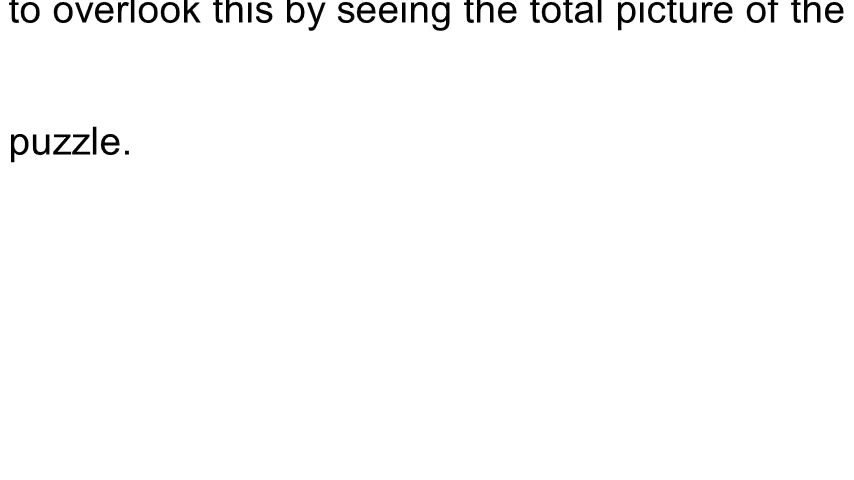 to overlook this by seeing the total picture of the
puzzle.